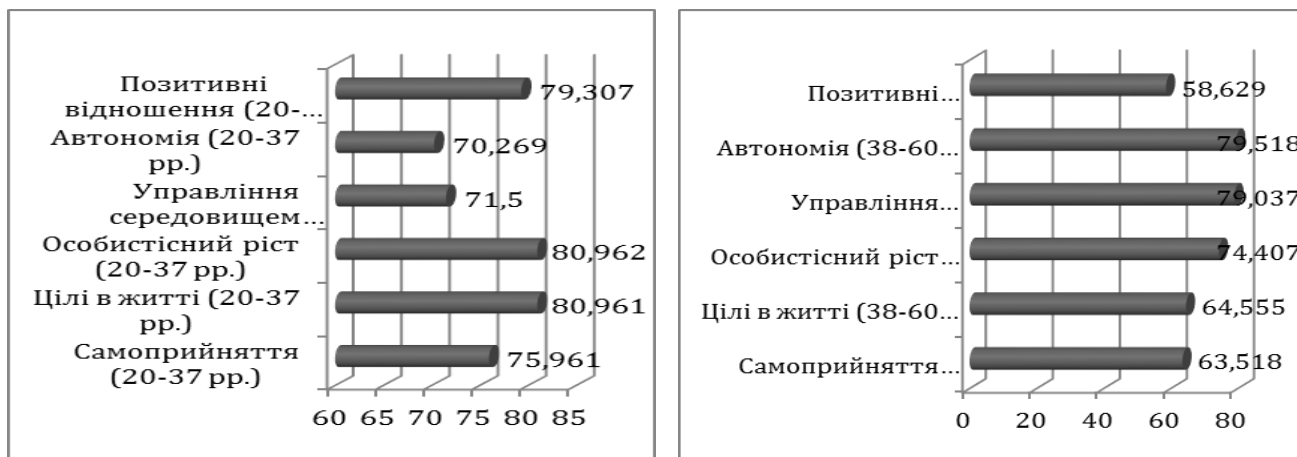 Позитивні
відношення (20-...
79,307
Автономія (20-37
рр.)
70,269
Управління
середовищем ...
71,5
Особистісний ріст
(20-37 рр.)
80,962
Цілі в житті (20-37
рр.)
80,961
Самоприйняття
(20-37 рр.)
75,961
60 65 70 75 80 85
Позитивні...
58,629
Автономія (38-60...
79,518
Управління ...
79,037
Особистісний ріст...
74,407
Цілі в житті (38-60...
64,555
Самоприйняття...
63,518
0 20 40 60 80